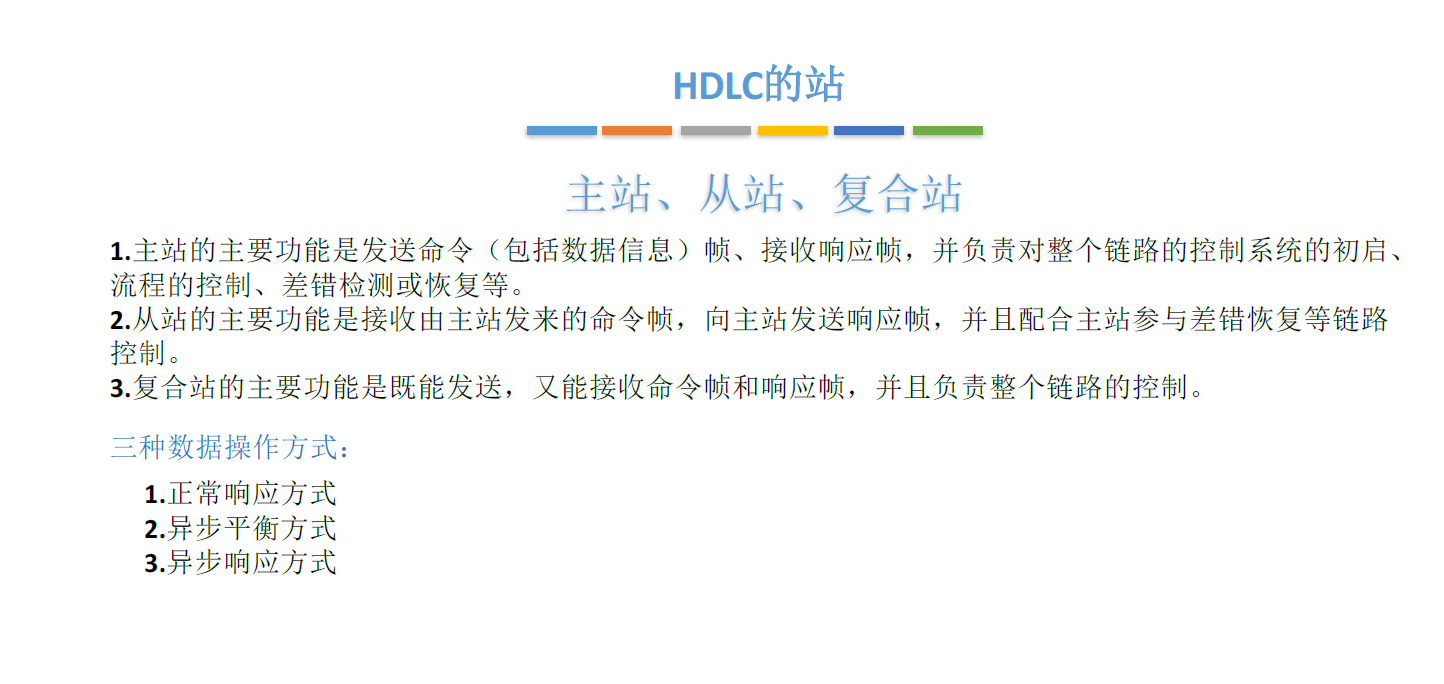 HDLC的站
主站、从站、复合站
1.主站的主要功能是发送命令（包括数据信息）帧、接收响应帧，并负责对整个链路的控制系统的初启、
流程的控制、差错检测或恢复等。
2.从站的主要功能是接收由主站发来的命令帧，向主站发送响应帧，并且配合主站参与差错恢复等链路
控制。
3.复合站的主要功能是既能发送，又能接收命令帧和响应帧，并且负责整个链路的控制。
三种数据操作方式：
1.正常响应方式
2.异步平衡方式
3.异步响应方式